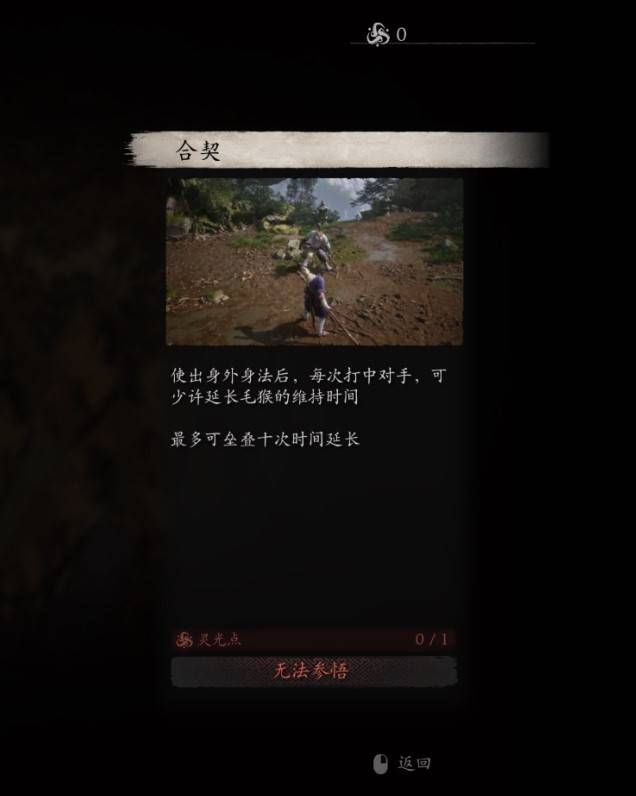 0
合契
使出身外身法后，每次打中对手，可
少许延长毛猴的维持时间
最多可垒叠十次时间延长
灵光点 0/1
无法参悟
返回